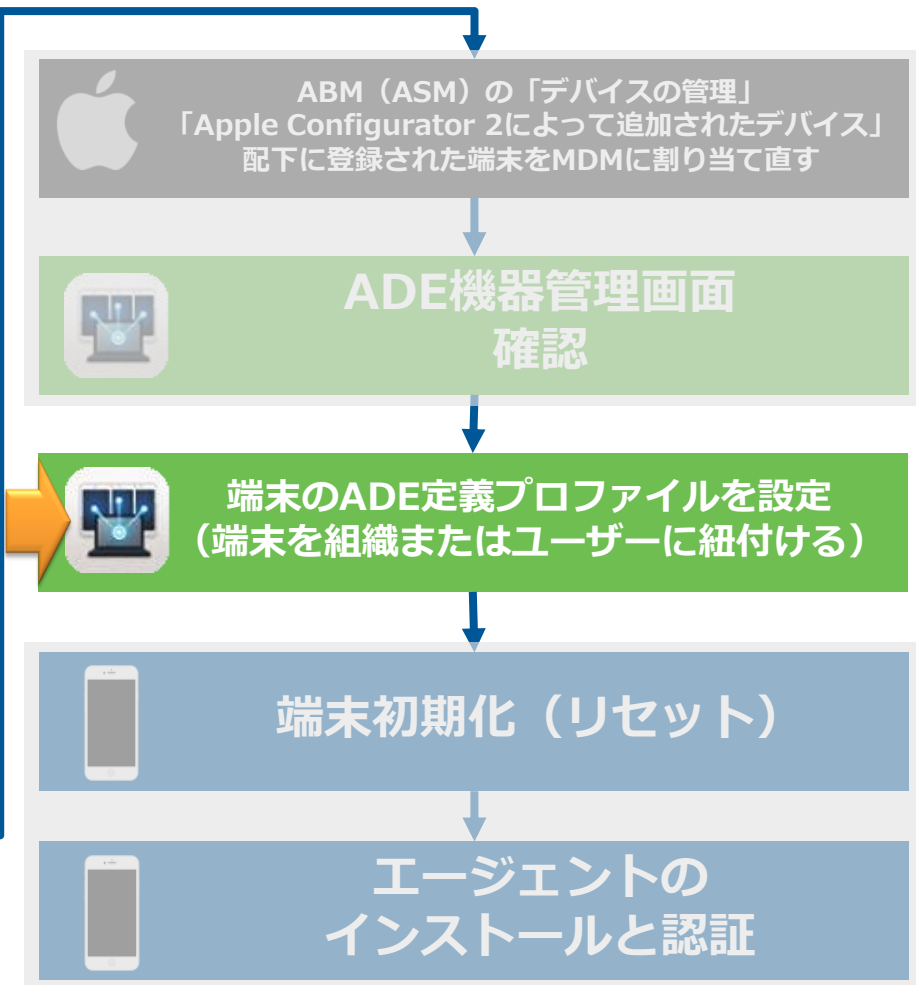 ABM（ASM）の「デバイスの管理」
「Apple Configurator 2によって追加されたデバイス」
配下に登録された端末をMDMに割り当て直す
ADE機器管理画面
確認
端末のADE定義プロファイルを設定
（端末を組織またはユーザーに紐付ける）
端末初期化（リセット）
エージェントの
インストールと認証